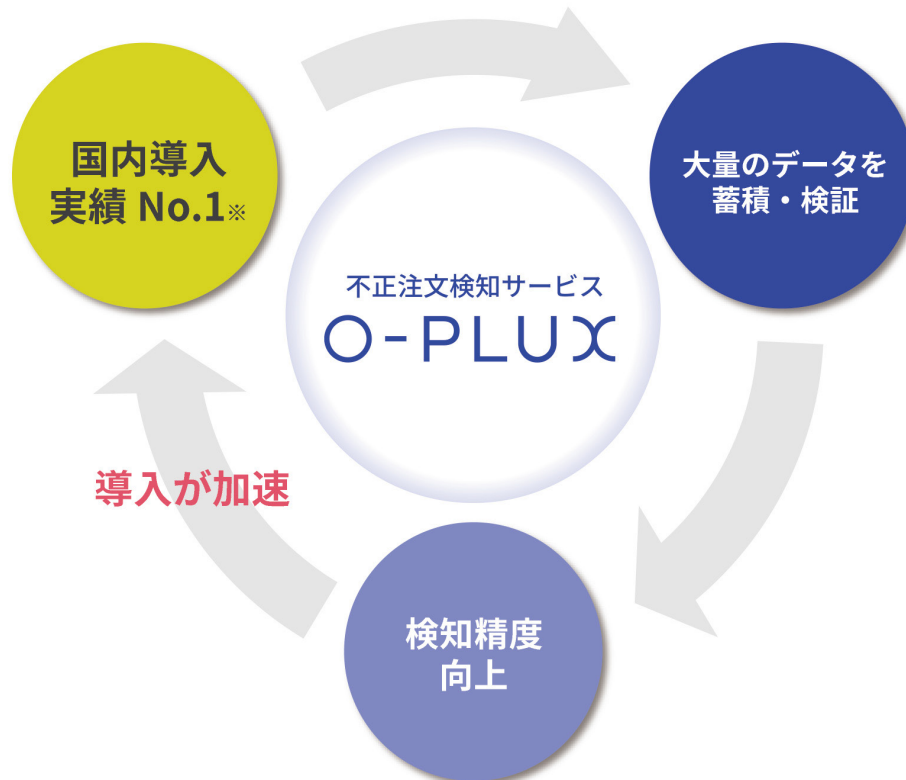 国内導入
実績 No.1※
大量のデータを
蓄積・検証
不正注文検知サービス
O-PLUX
導入が加速
検知精度
向上